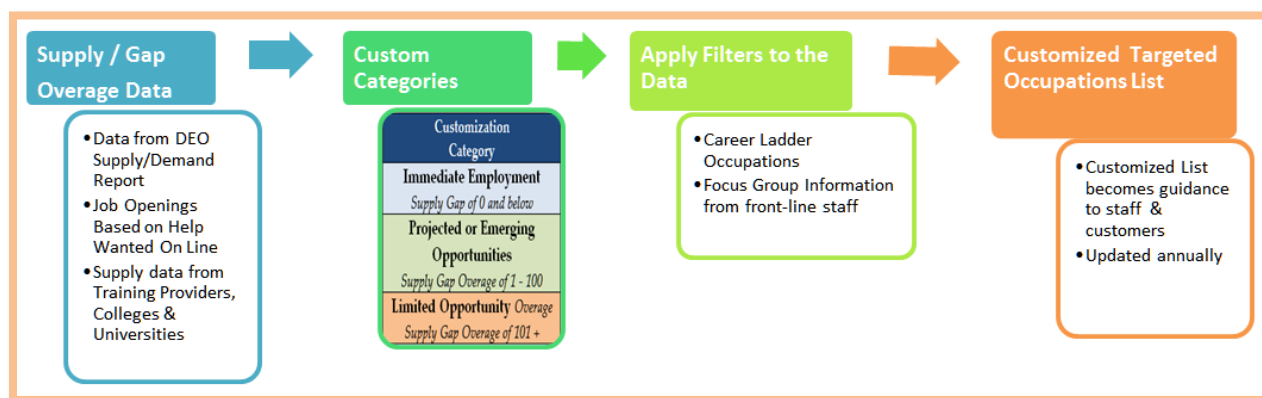 Supply / Gap
Overage Data
•Data from DEO
Supply/Demand
Report
•Job Openings
Based on Help
Wanted On Line
•Supply data from
Training Providers,
Colleges &
Universities
Custom
Categories
Customization
Category
Immediate Employment
Supply Gap of 0 and below
Projected or Emerging
Opportunities
Supply Gap Overage of 1 - 100
Limited Opportunity Overage
Supply Gap Overage of 101 +
Apply Filters to the
Data
•Career Ladder
Occupations
•Focus Group Information
from front-line staff
Customized Targeted
Occupations List
•Customized List
becomes guidance
to staff &
customers
•Updated annually